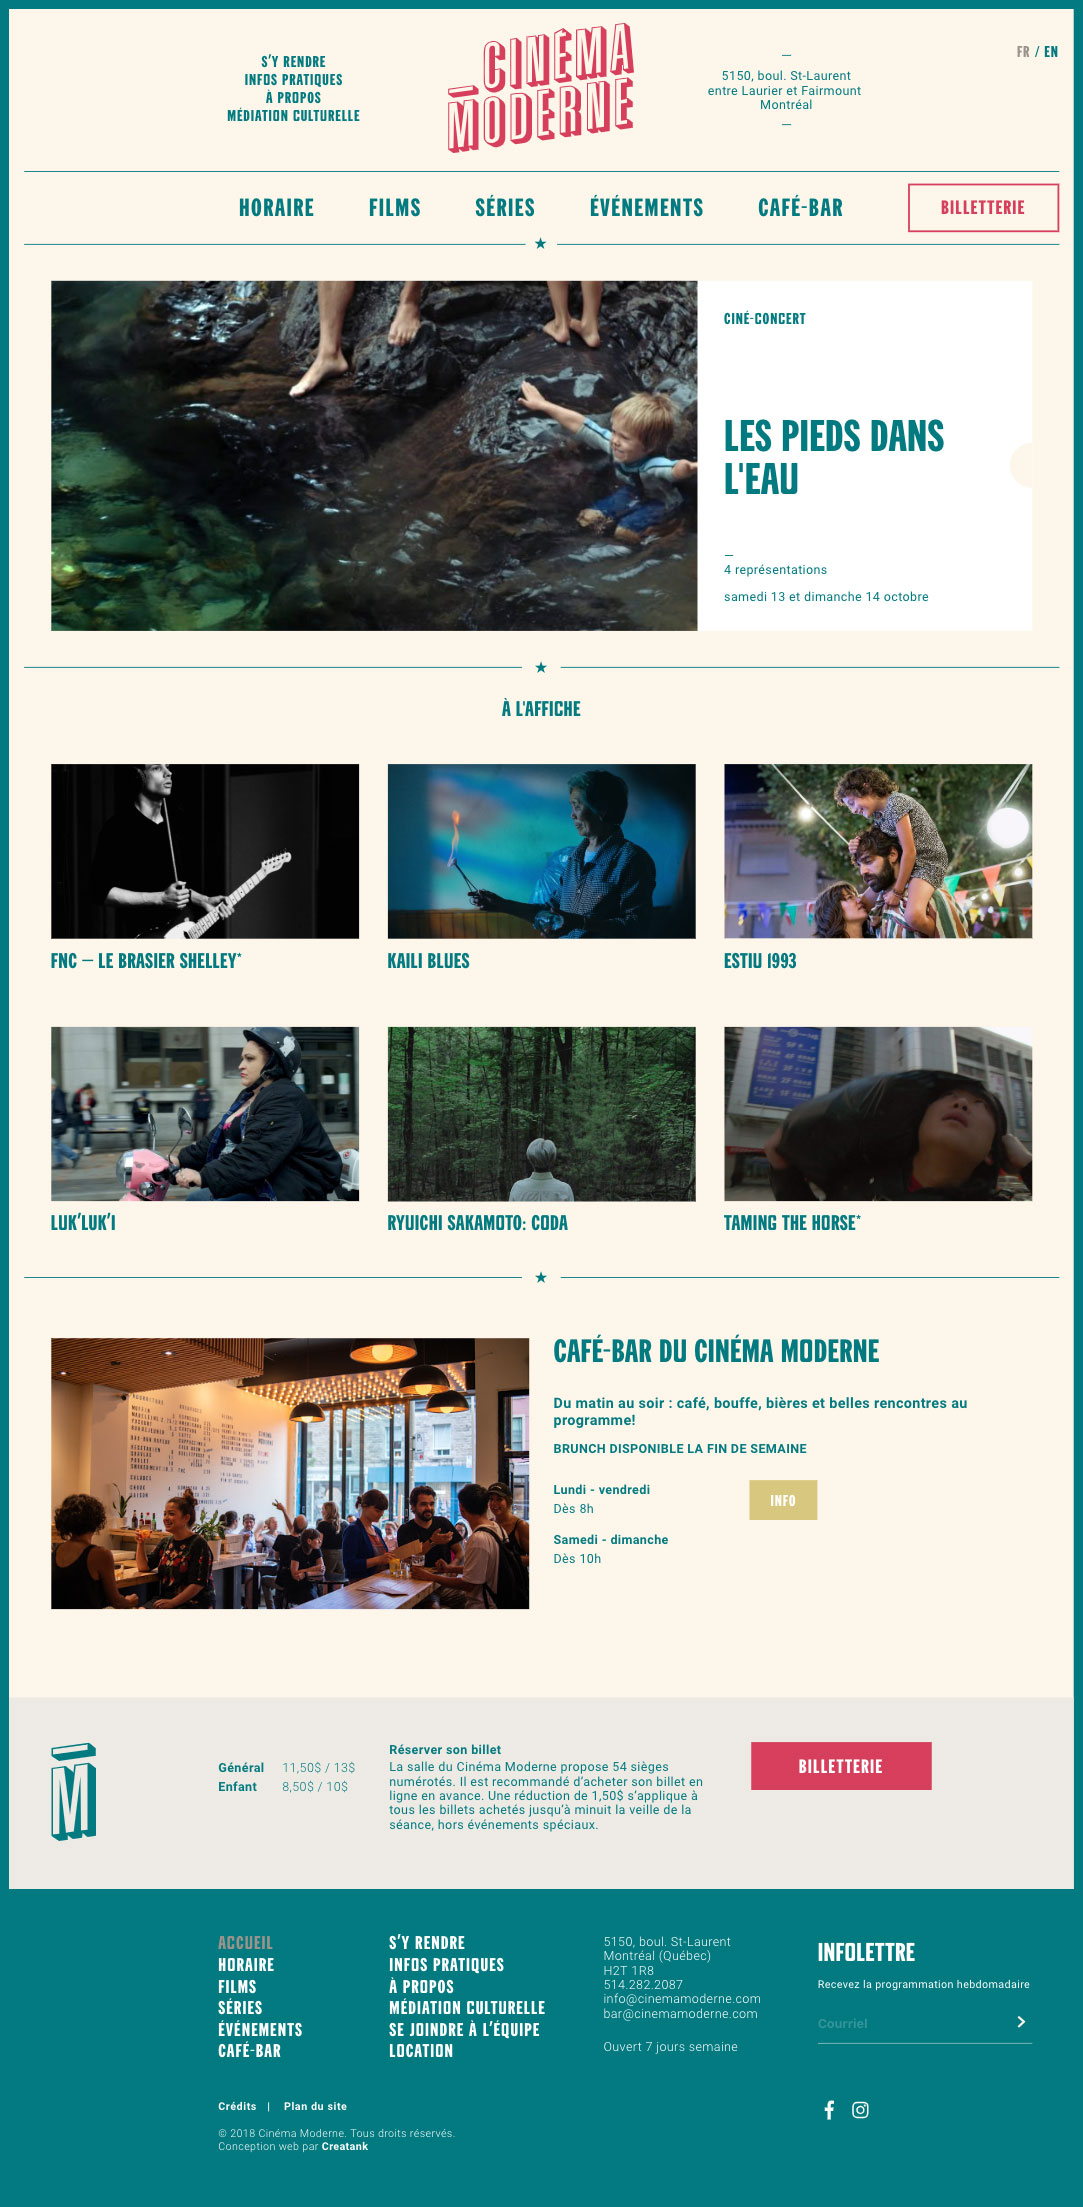 S'Y RENDRE
INFOS PRATIQUES
À PROPOS
MÉDIATION CULTURELLE
CINÉMA
MODERNE
5150, boul. St-Laurent
entre Laurier et Fairmount
Montréal
FR / EN
HORAIRE
FILMS
SÉRIES
ÉVÉNEMENTS
CAFÉ-BAR
BILLETTERIE
CINÉ-CONCERT
LES PIEDS DANS
L'EAU
—
4 représentations
samedi 13 et dimanche 14 octobre
À L'AFFICHE
FNC – LE BRASIER SHELLEY*
KAILI BLUES
ESTIU 1993
LUK'LUK'I
RYUICHI SAKAMOTO: CODA
TAMING THE HORSE*
CAFÉ-BAR DU CINÉMA MODERNE
Du matin au soir : café, bouffe, bières et belles rencontres au
programme!
BRUNCH DISPONIBLE LA FIN DE SEMAINE
Lundi - vendredi
Dès 8h
INFO
Samedi - dimanche
Dès 10h
M
Général 11,50$ / 13$
Enfant 8,50$ / 10$
Réserver son billet
La salle du Cinéma Moderne propose 54 sièges
numérotés. Il est recommandé d'acheter son billet en
ligne en avance. Une réduction de 1,50$ s'applique à
tous les billets achetés jusqu'à minuit la veille de la
séance, hors événements spéciaux.
BILLETTERIE
ACCUEIL
HORAIRE
FILMS
SÉRIES
ÉVÉNEMENTS
CAFÉ-BAR
S'Y RENDRE
INFOS PRATIQUES
À PROPOS
MÉDIATION CULTURELLE
SE JOINDRE À L'ÉQUIPE
LOCATION
5150, boul. St-Laurent
Montréal (Québec)
H2T 1R8
514.282.2087
info@cinemamoderne.com
bar@cinemamoderne.com
Ouvert 7 jours semaine
INFOLETTRE
Recevez la programmation hebdomadaire
Courriel
Crédits | Plan du site
© 2018 Cinéma Moderne. Tous droits réservés.
Conception web par Creatank